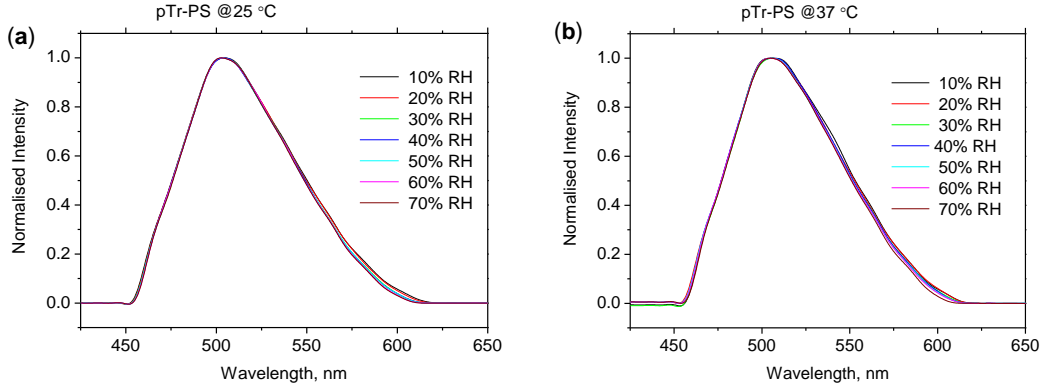 pTr-PS @25 °C
(a)
Normalised Intensity
1.0
0.8
0.6
0.4
0.2
0.0
10% RH
20% RH
30% RH
40% RH
50% RH
60% RH
70% RH
450 500 550 600 650
Wavelength, nm
pTr-PS @37 °C
(b)
Normalised Intensity
1.0
0.8
0.6
0.4
0.2
0.0
10% RH
20% RH
30% RH
40% RH
50% RH
60% RH
70% RH
450 500 550 600 650
Wavelength, nm